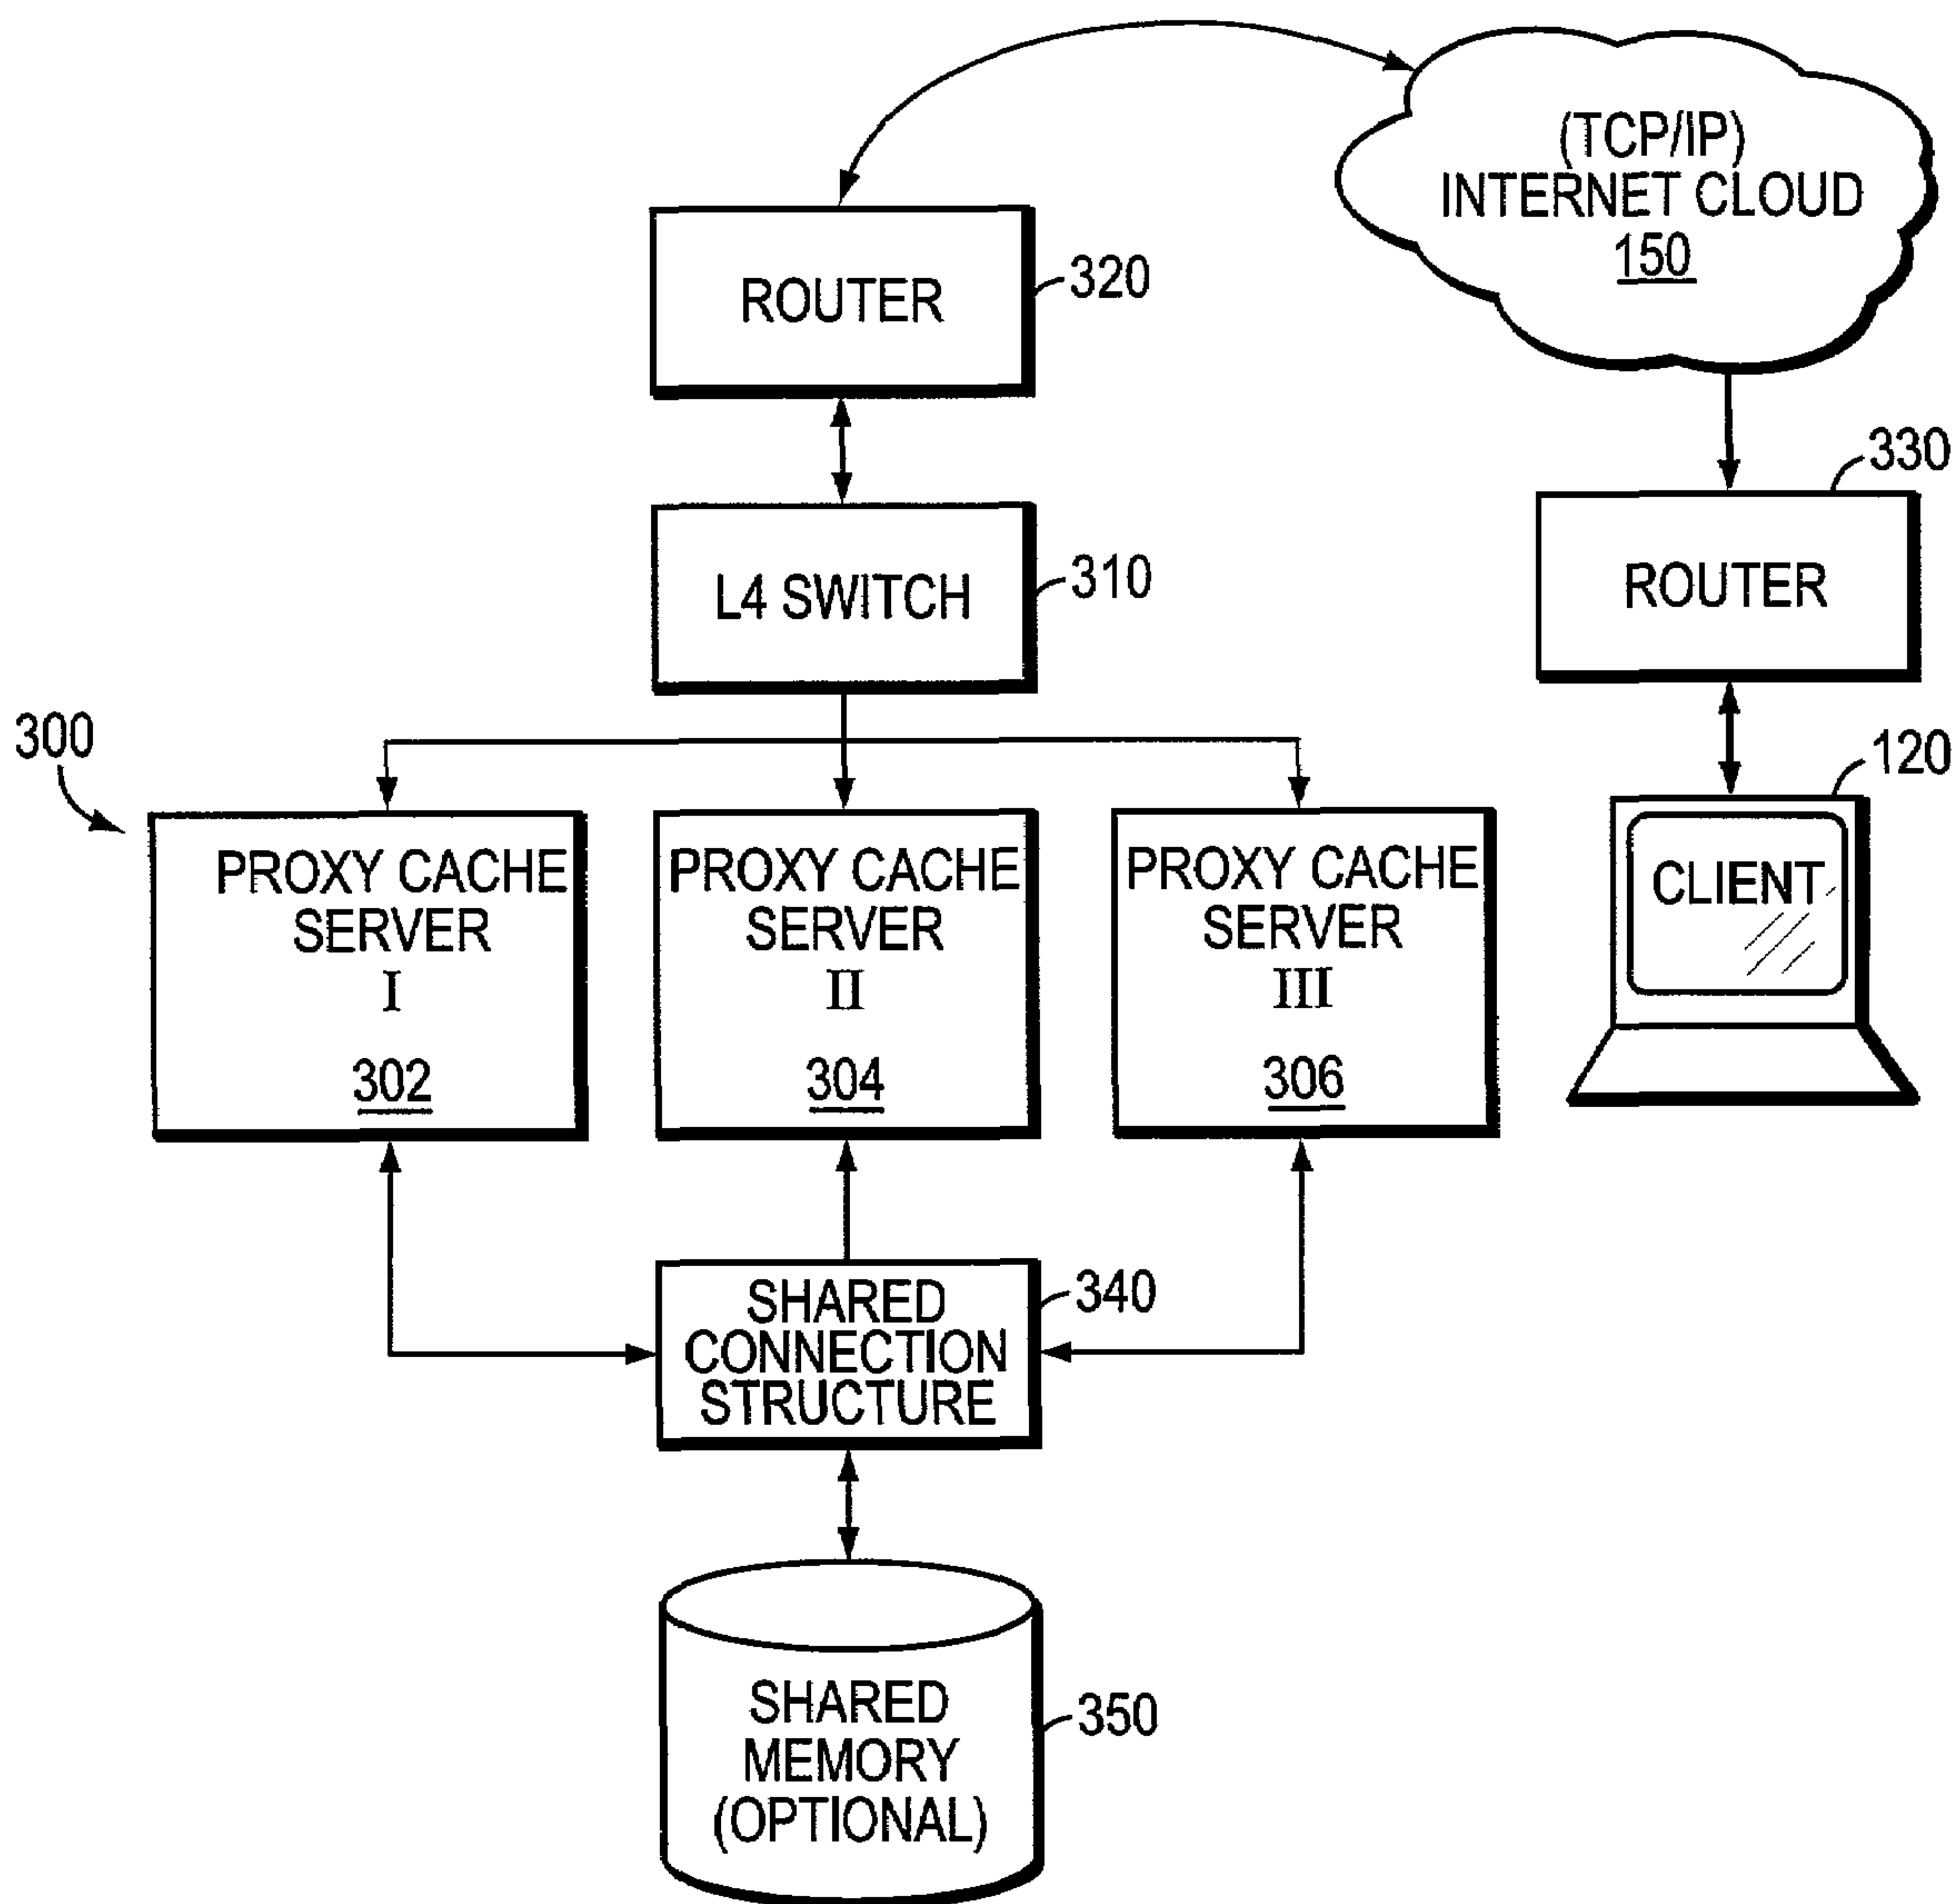 (TCP/IP)
INTERNET CLOUD
150
ROUTER
320
330
L4 SWITCH
310
ROUTER
300
120
PROXY CACHE
SERVER
I
302
PROXY CACHE
SERVER
II
304
PROXY CACHE
SERVER
III
306
CLIENT
SHARED
CONNECTION
STRUCTURE
340
SHARED
MEMORY
(OPTIONAL)
350